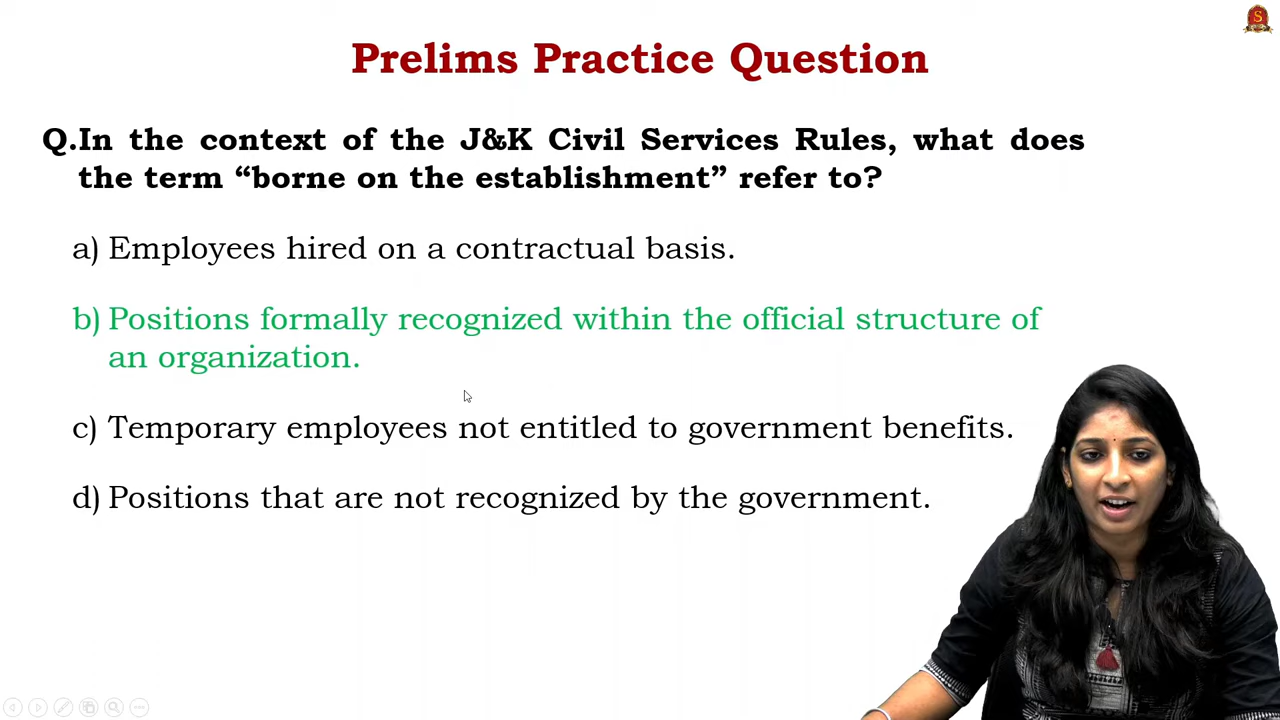 Prelims Practice Question
Q.In the context of the J&K Civil Services Rules, what does
the term “borne on the establishment” refer to?
a) Employees hired on a contractual basis.
b) Positions formally recognized within the official structure of
an organization.
c) Temporary employees not entitled to government benefits.
d) Positions that are not recognized by the government.